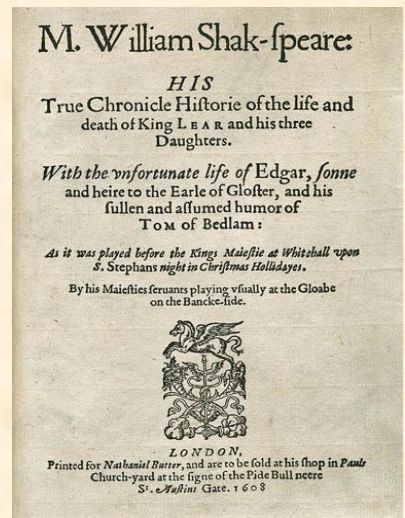 M. William Shak-ſpeare:
HIS
True Chronicle Hiſtorie of the life and
death of King LEAR and his three
Daughters.
With the vnfortunate life of Edgar, ſonne
and heire to the Earle of Gloſter, and his
ſullen and aſſumed humor of
TOM of Bedlam:
As it was played before the Kings Maieſtie at Whitehall vpon
S. Stephans night in Chriſtmas Hollidayes.
By his Maieſties ſeruants playing vſually at the Gloabe
on the Bancke-ſide.
LONDON,
Printed for Nathaniel Butter, and are to be ſold at his ſhop in Pauls
Church-yard at the ſigne of the Pide Bull neere
St. Auſtins Gate. 1608